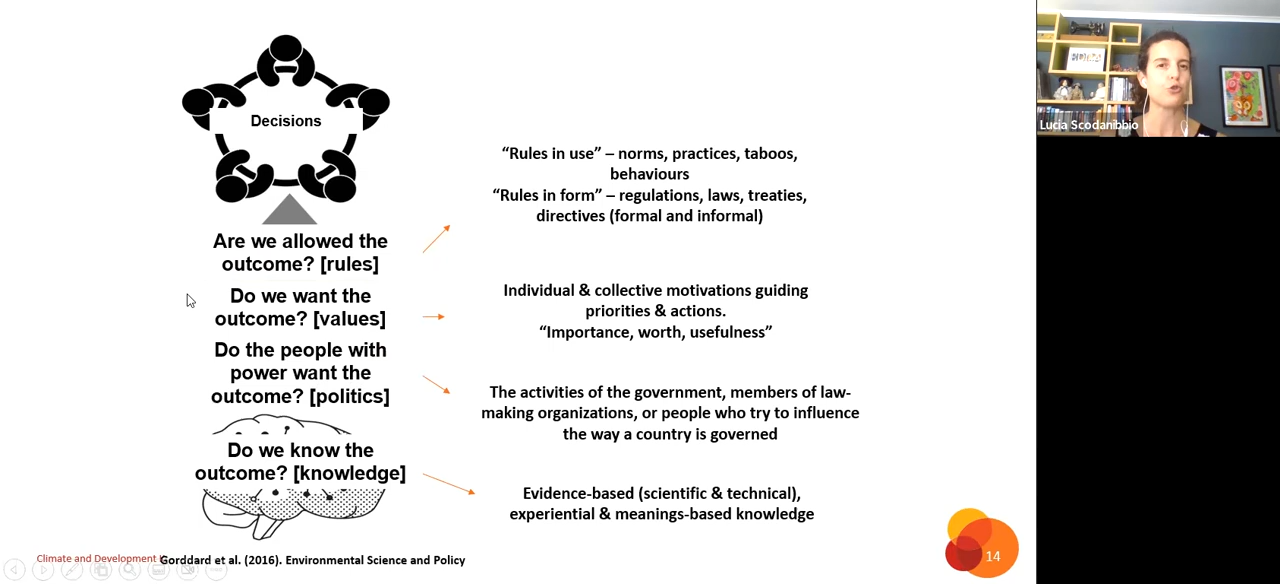 Decisions
Are we allowed the
outcome? [rules]
Do we want the
outcome? [values]
Do the people with
power want the
outcome? [politics]
Do we know the
outcome? [knowledge]
“Rules in use” – norms, practices, taboos,
behaviours
“Rules in form” – regulations, laws, treaties,
directives (formal and informal)
Individual & collective motivations guiding
priorities & actions.
“Importance, worth, usefulness”
The activities of the government, members of law-
making organizations, or people who try to influence
the way a country is governed
Evidence-based (scientific & technical),
experiential & meanings-based knowledge
Climate and Development
Gorddard et al. (2016). Environmental Science and Policy
14
Lucia Scodanibbio